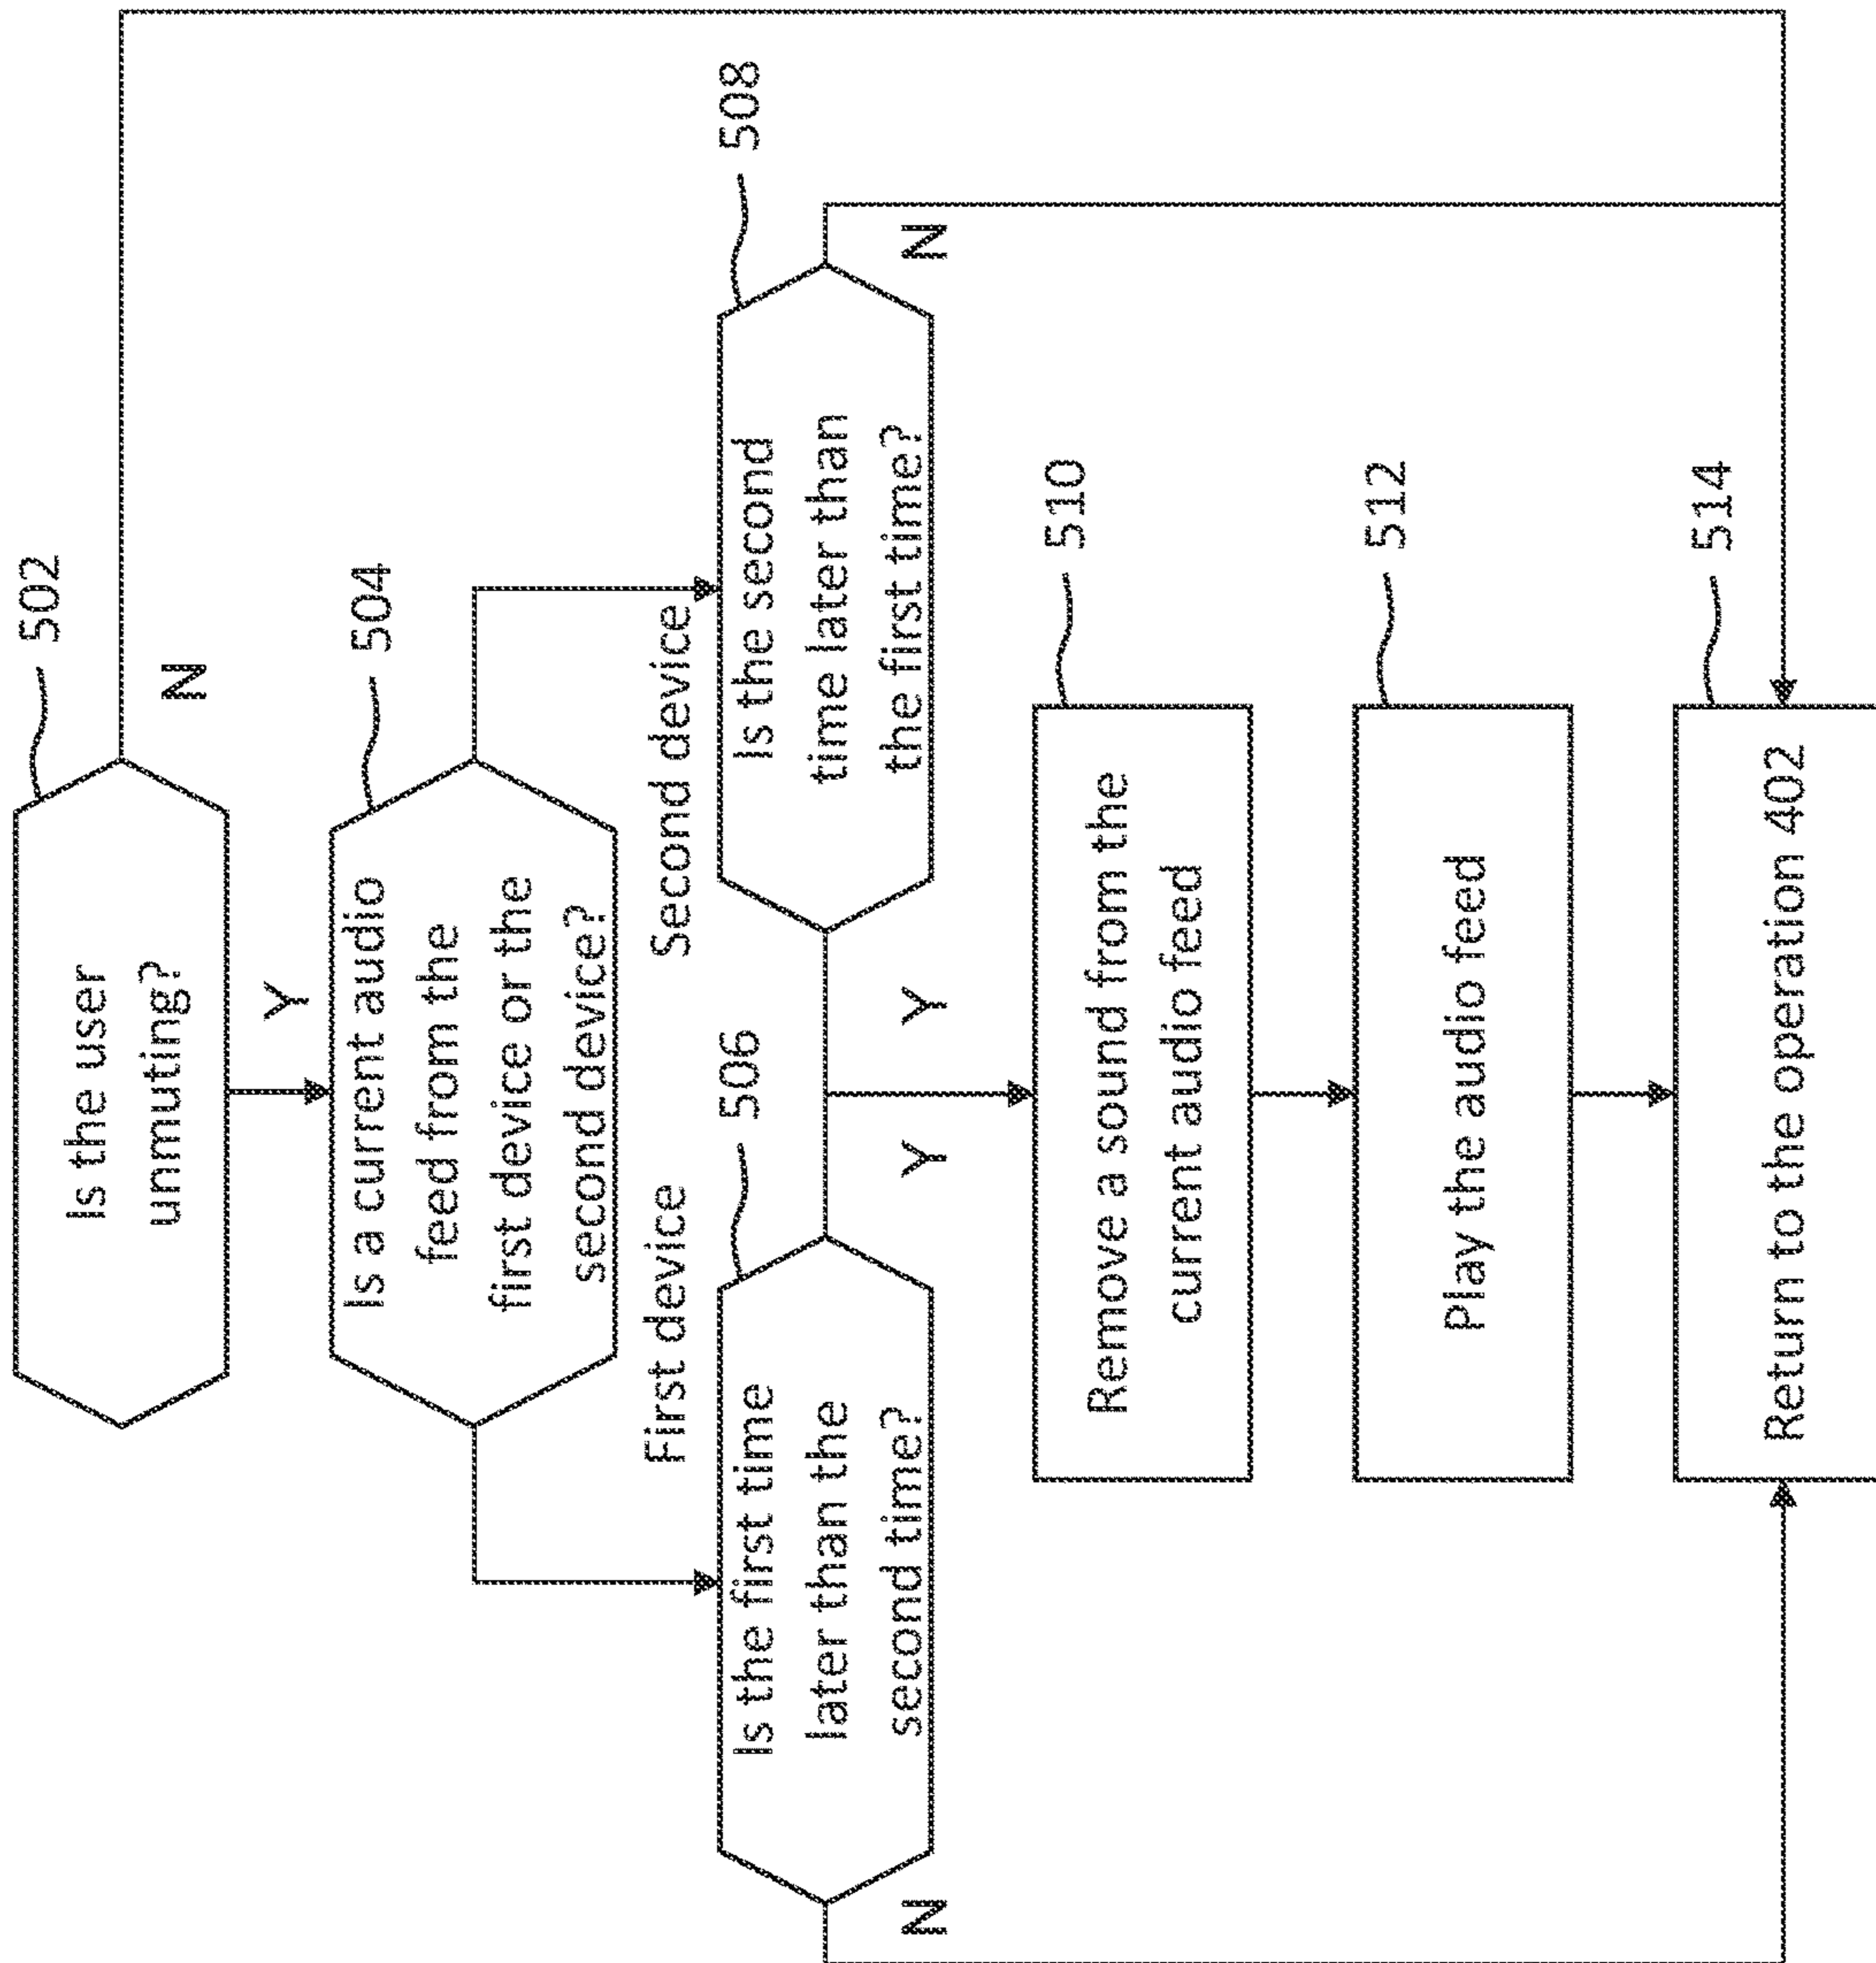 502
Is the user
unmuting?
N
Y
504
Is a current audio
feed from the
first device or the
second device?
First device
Second device
506
Is the first time
later than the
second time?
508
Is the second
time later than
the first time?
N
Y
Y
N
510
Remove a sound from the
current audio feed
512
Play the audio feed
514
Return to the operation 402